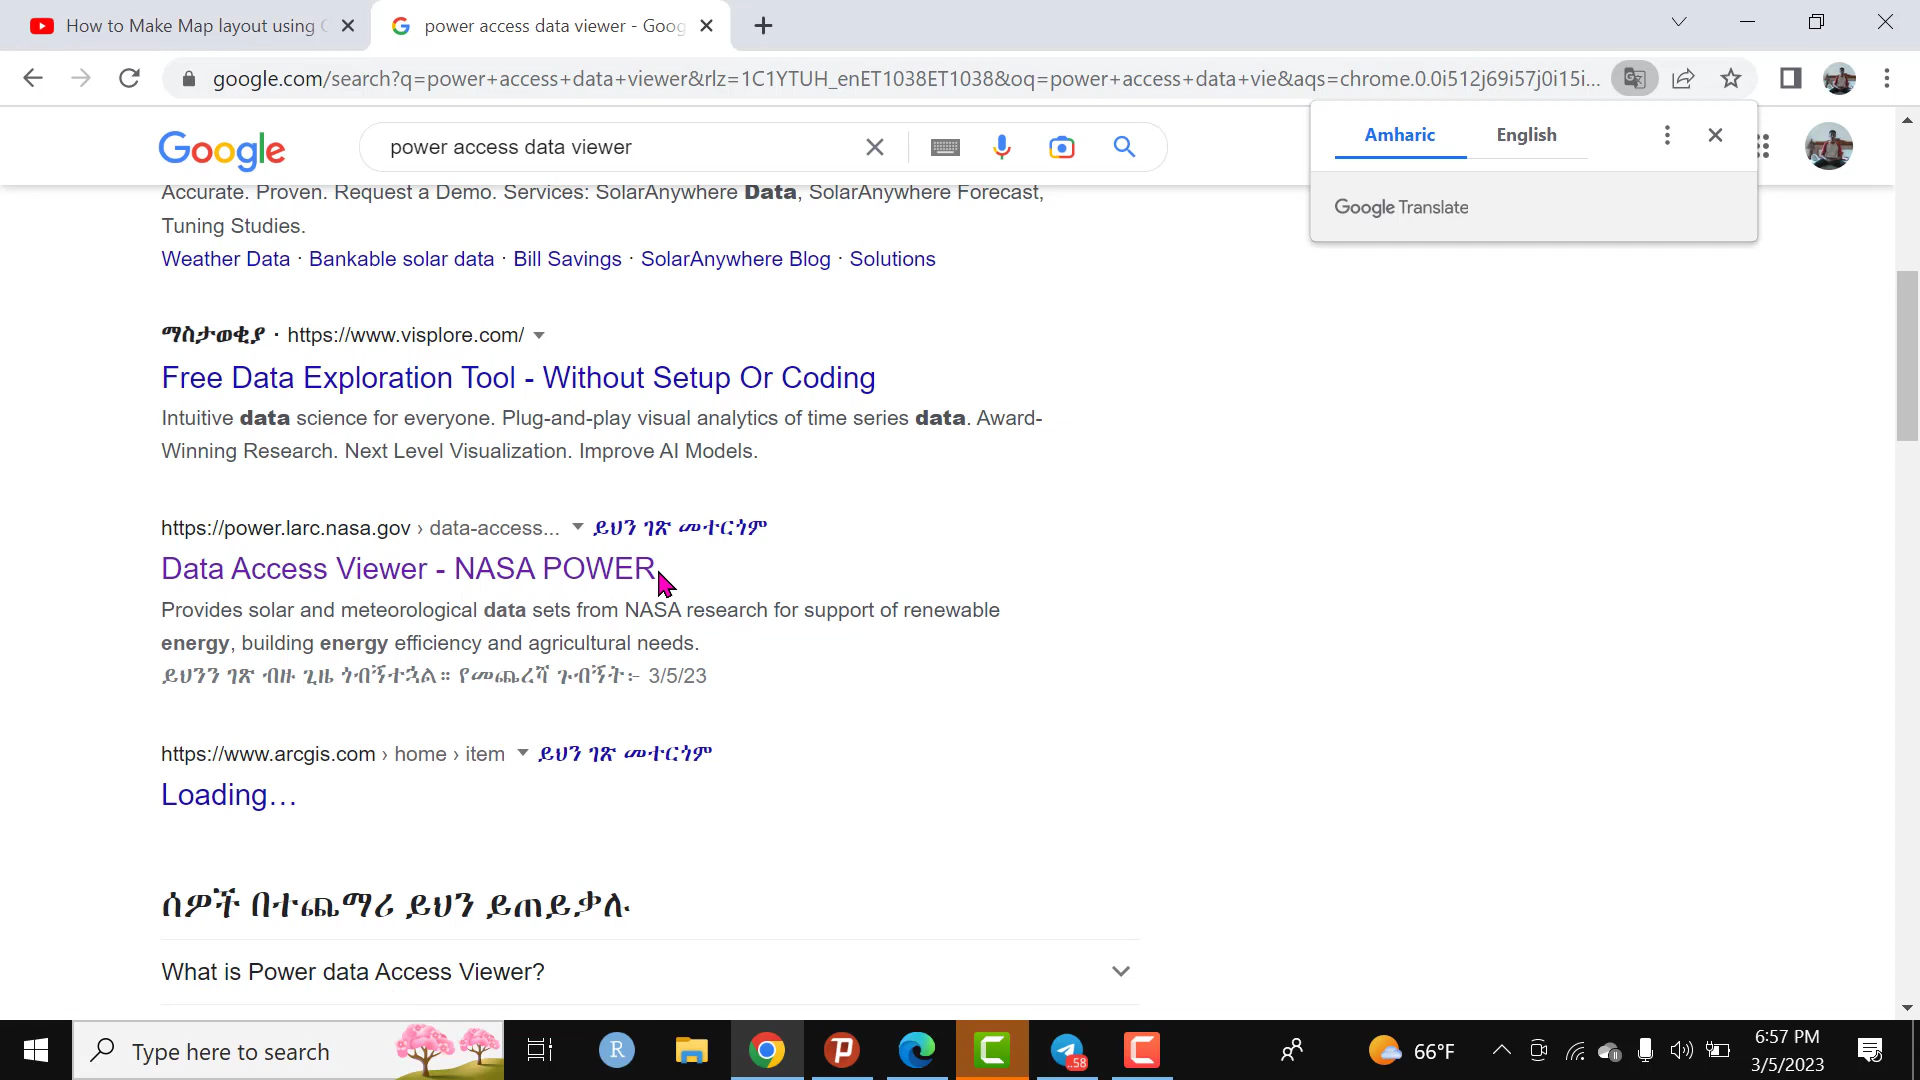 How to Make Map layout using
power access data viewer - Goog
google.com/search?q=power+access+data+viewer&rlz=1C1YTUH_enET1038ET1038&oq=power+access+data+vie&aqs=chrome.0.0i512j69i57j0i15i...
Amharic English
Google Translate
Google
power access data viewer
Accurate. Proven. Request a Demo. Services: SolarAnywhere Data, SolarAnywhere Forecast,
Tuning Studies.
Weather Data · Bankable solar data · Bill Savings · SolarAnywhere Blog · Solutions
ማስታወቂያ · https://www.visplore.com/
Free Data Exploration Tool - Without Setup Or Coding
Intuitive data science for everyone. Plug-and-play visual analytics of time series data. Award-
Winning Research. Next Level Visualization. Improve AI Models.
https://power.larc.nasa.gov › data-access... ይህን ገጽ መተርጎም
Data Access Viewer - NASA POWER
Provides solar and meteorological data sets from NASA research for support of renewable
energy, building energy efficiency and agricultural needs.
ይህንን ገጽ ብዙ ጊዜ ጎብኝተኋል። የመጨረሻ ጉብኝት፦ 3/5/23
https://www.arcgis.com › home › item ይህን ገጽ መተርጎም
Loading…
ሰዎች በተጨማሪ ይህን ይጠይቃሉ
What is Power data Access Viewer?
Type here to search
R
58
66°F
6:57 PM
3/5/2023